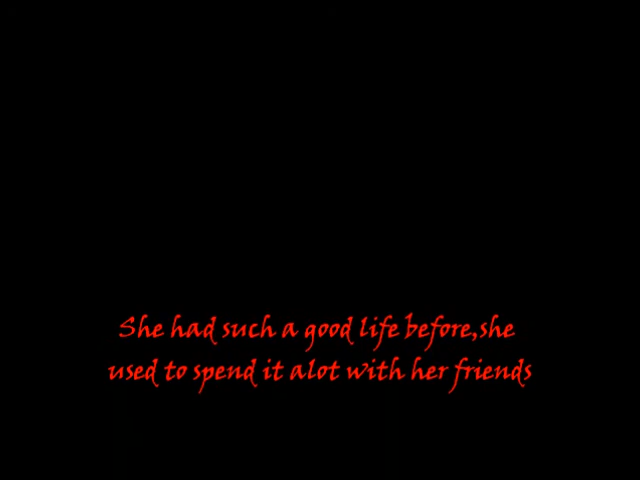 She had such a good life before,she
used to spend it alot with her friends